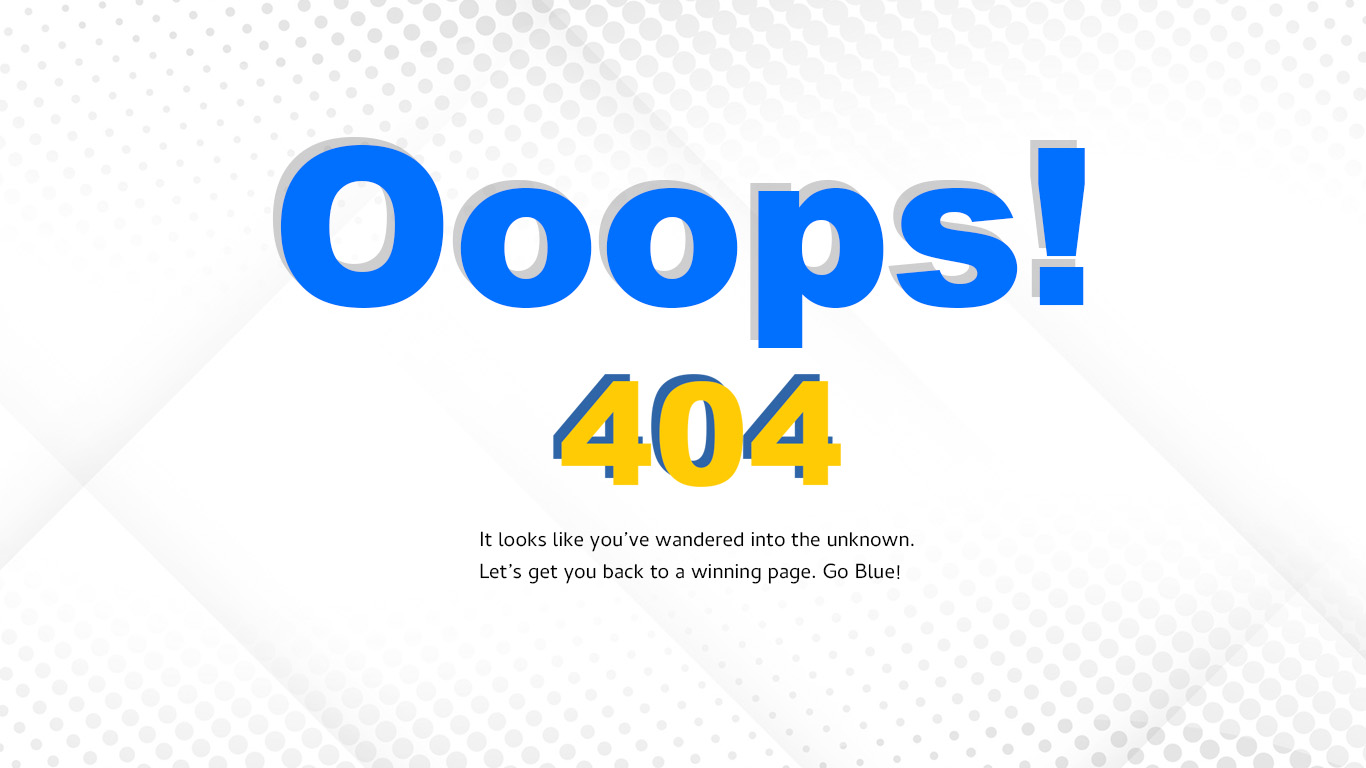 Ooops!
404
It looks like you’ve wandered into the unknown.
Let’s get you back to a winning page. Go Blue!